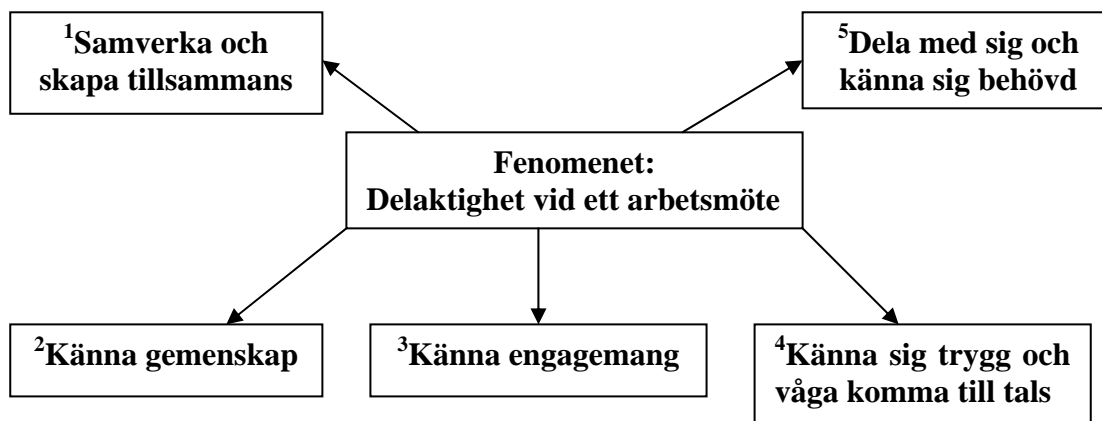 ¹Samverka och
skapa tillsammans
⁵Dela med sig och
känna sig behövd
Fenomenet:
Delaktighet vid ett arbetsmöte
²Känna gemenskap
³Känna engagemang
⁴Känna sig trygg och
våga komma till tals